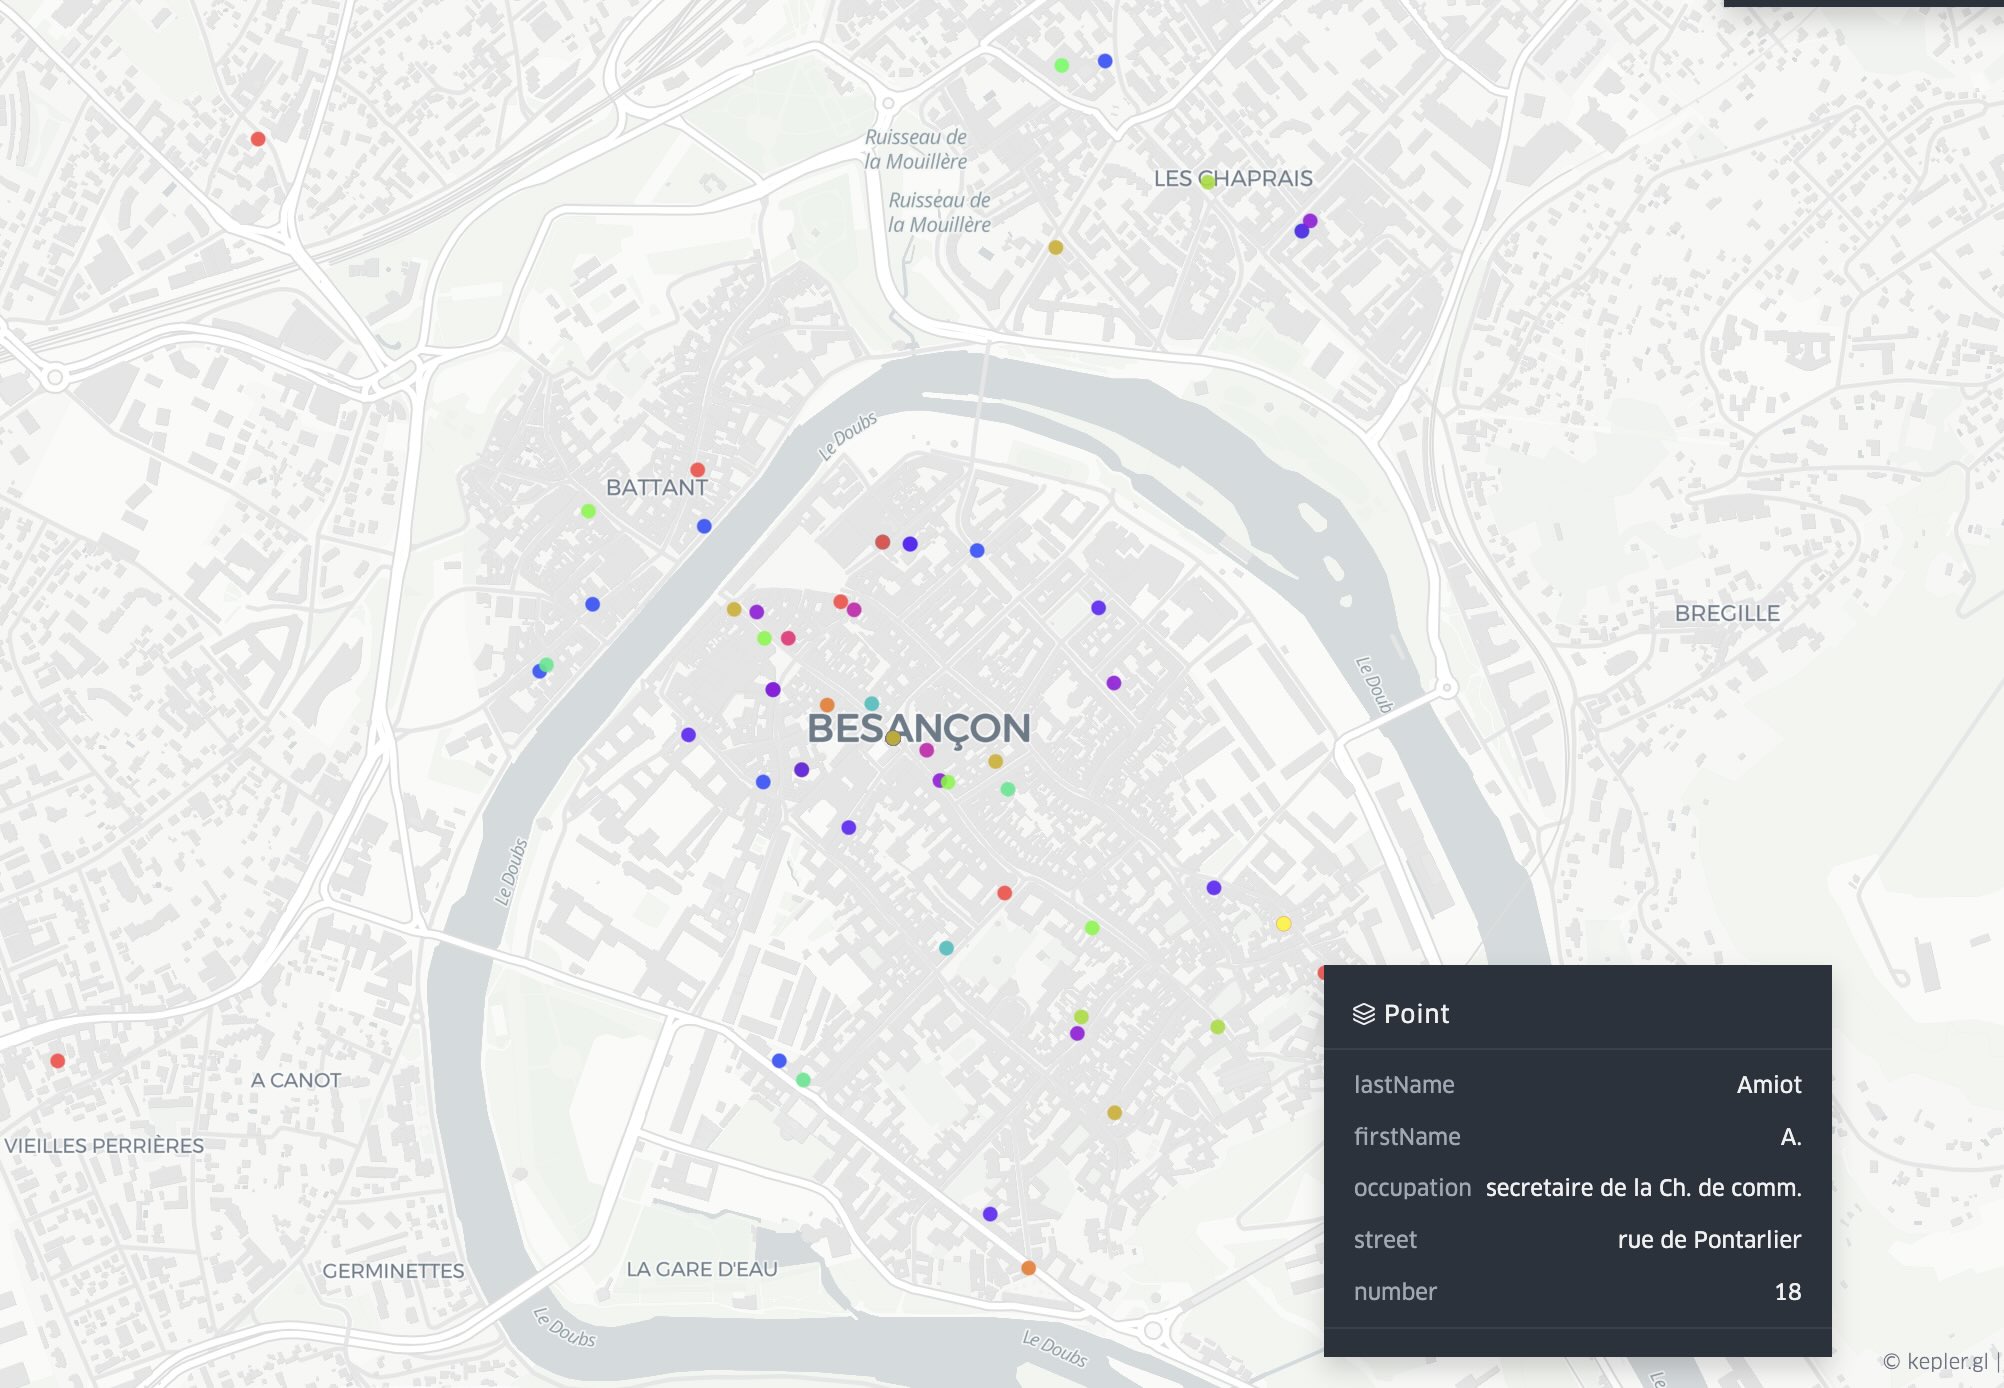 Ruisseau de
la Mouillère
Ruisseau de
la Mouillère
LES CHAPRAIS
Le Doubs
BATTANT
BREGILLE
Le Doub
BESANÇON
Le Doubs
A CANOT
VIEILLES PERRIÈRES
GERMINETTES
LA GARE D'EAU
Le Doubs
Le Doubs
Le
Point
lastName Amiot
firstName A.
occupation secretaire de la Ch. de comm.
street rue de Pontarlier
number 18
© kepler.gl |